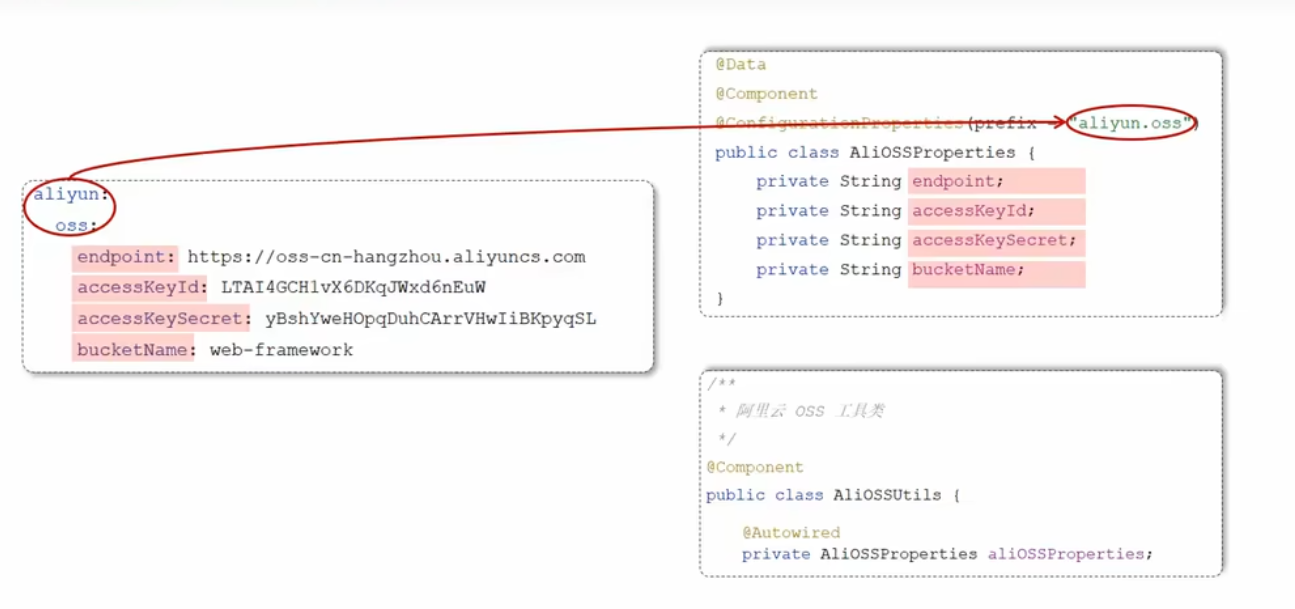 aliyun:
oss:
endpoint: https://oss-cn-hangzhou.aliyuncs.com
accessKeyId: LTAI4GCH1vX6DKqJWxd6nEuW
accessKeySecret: yBshYweHOpqDuhCArrVHwIiBKpyqSL
bucketName: web-framework
@Data
@Component
@ConfigurationProperties(prefix = "aliyun.oss")
public class AliOSSProperties {
private String endpoint;
private String accessKeyId;
private String accessKeySecret;
private String bucketName;
}
/**
* 阿里云 OSS 工具类
*/
@Component
public class AliOSSUtils {
@Autowired
private AliOSSProperties aliOSSProperties;